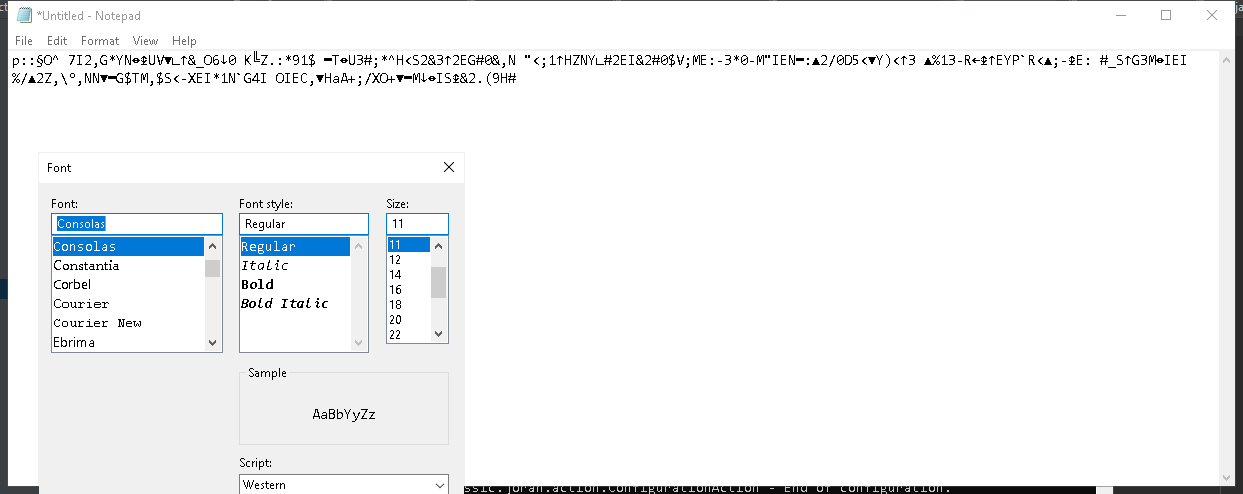 *Untitled - Notepad
File Edit Format View Help
p::§O^ 7I2,G*YN↔↨UV▼∟↑&_O6↓0 K╚Z.:*91$ ▬T↔U3#;*^H<S2&3↑2EG#0&,N "<;1↑HZNY∟#2EI&2#0$V;ME:-3*0-M"IEN▬:▲2/0D5<▼Y)<↑3 ▲%13-R←↨↑EYP`R<▲;-↨E: #_S↑G3M↔IEI
%/▲2Z,\°,NN▼▬G$TM,$S<-XEI*1N`G4I OIEC,▼HaA+;/XO+▼▬M↓↔IS↨&2.(9H#
Font
Font:
Font style:
Size:
Consolas
Regular
11
Consolas
Constantia
Corbel
Courier
Courier New
Ebrima
Regular
Italic
Bold
Bold Italic
11
12
14
16
18
20
22
Sample
AaBbYyZz
Script:
Western
ssic.joran.action.ConfigurationAction - End of configuration.